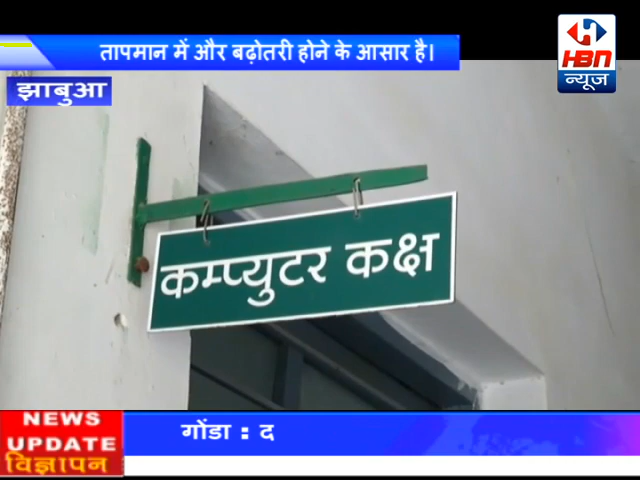 तापमान में और बढ़ोतरी होने के आसार है।
HBN
न्यूज
झाबुआ
कम्प्युटर कक्ष
NEWS
UPDATE
विज्ञापन
गोंडा : द